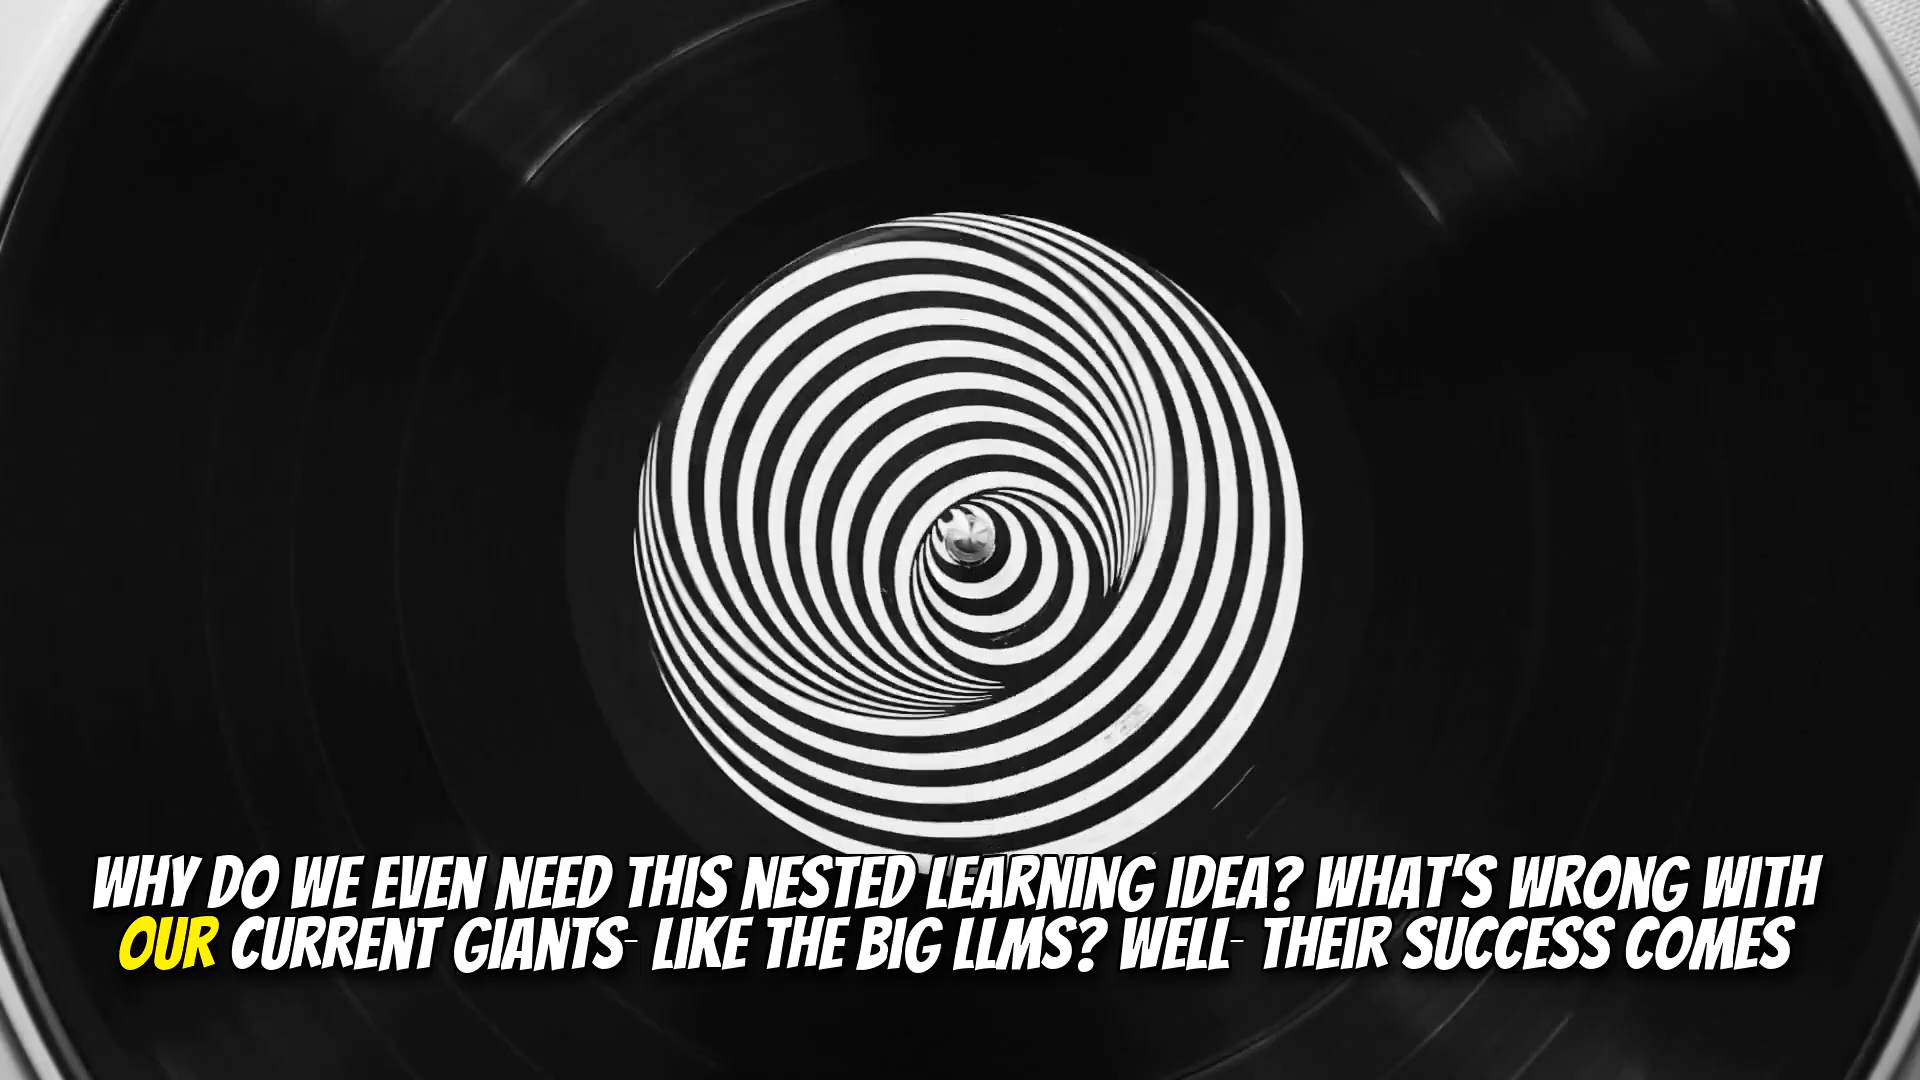 WHY DO WE EVEN NEED THIS NESTED LEARNING IDEA? WHAT'S WRONG WITH
OUR CURRENT GIANTS- LIKE THE BIG LLMS? WELL- THEIR SUCCESS COMES